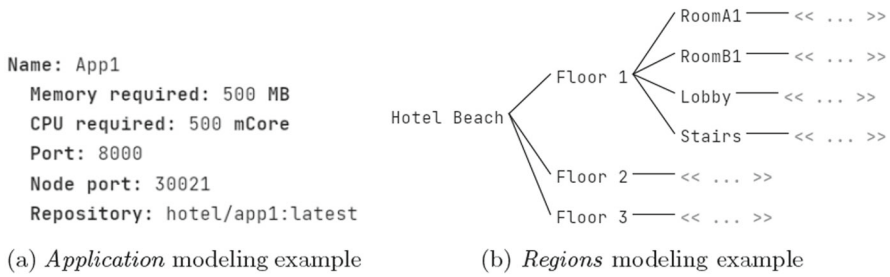 Name: App1
Memory required: 500 MB
CPU required: 500 mCore
Port: 8000
Node port: 30021
Repository: hotel/app1:latest
(a) Application modeling example
Hotel Beach
Floor 1
RoomA1 << ... >>
RoomB1 << ... >>
Lobby << ... >>
Stairs << ... >>
Floor 2 << ... >>
Floor 3 << ... >>
(b) Regions modeling example